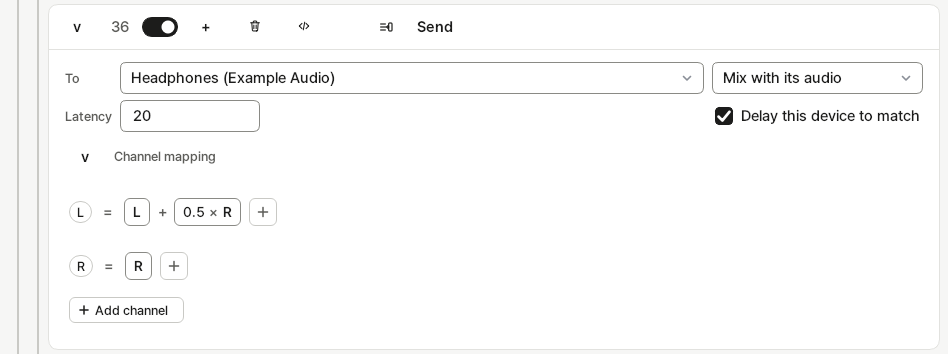 v 36 + </> Send
To Headphones (Example Audio) Mix with its audio
Latency 20 Delay this device to match
v Channel mapping
L = L + 0.5 × R +
R = R +
+ Add channel